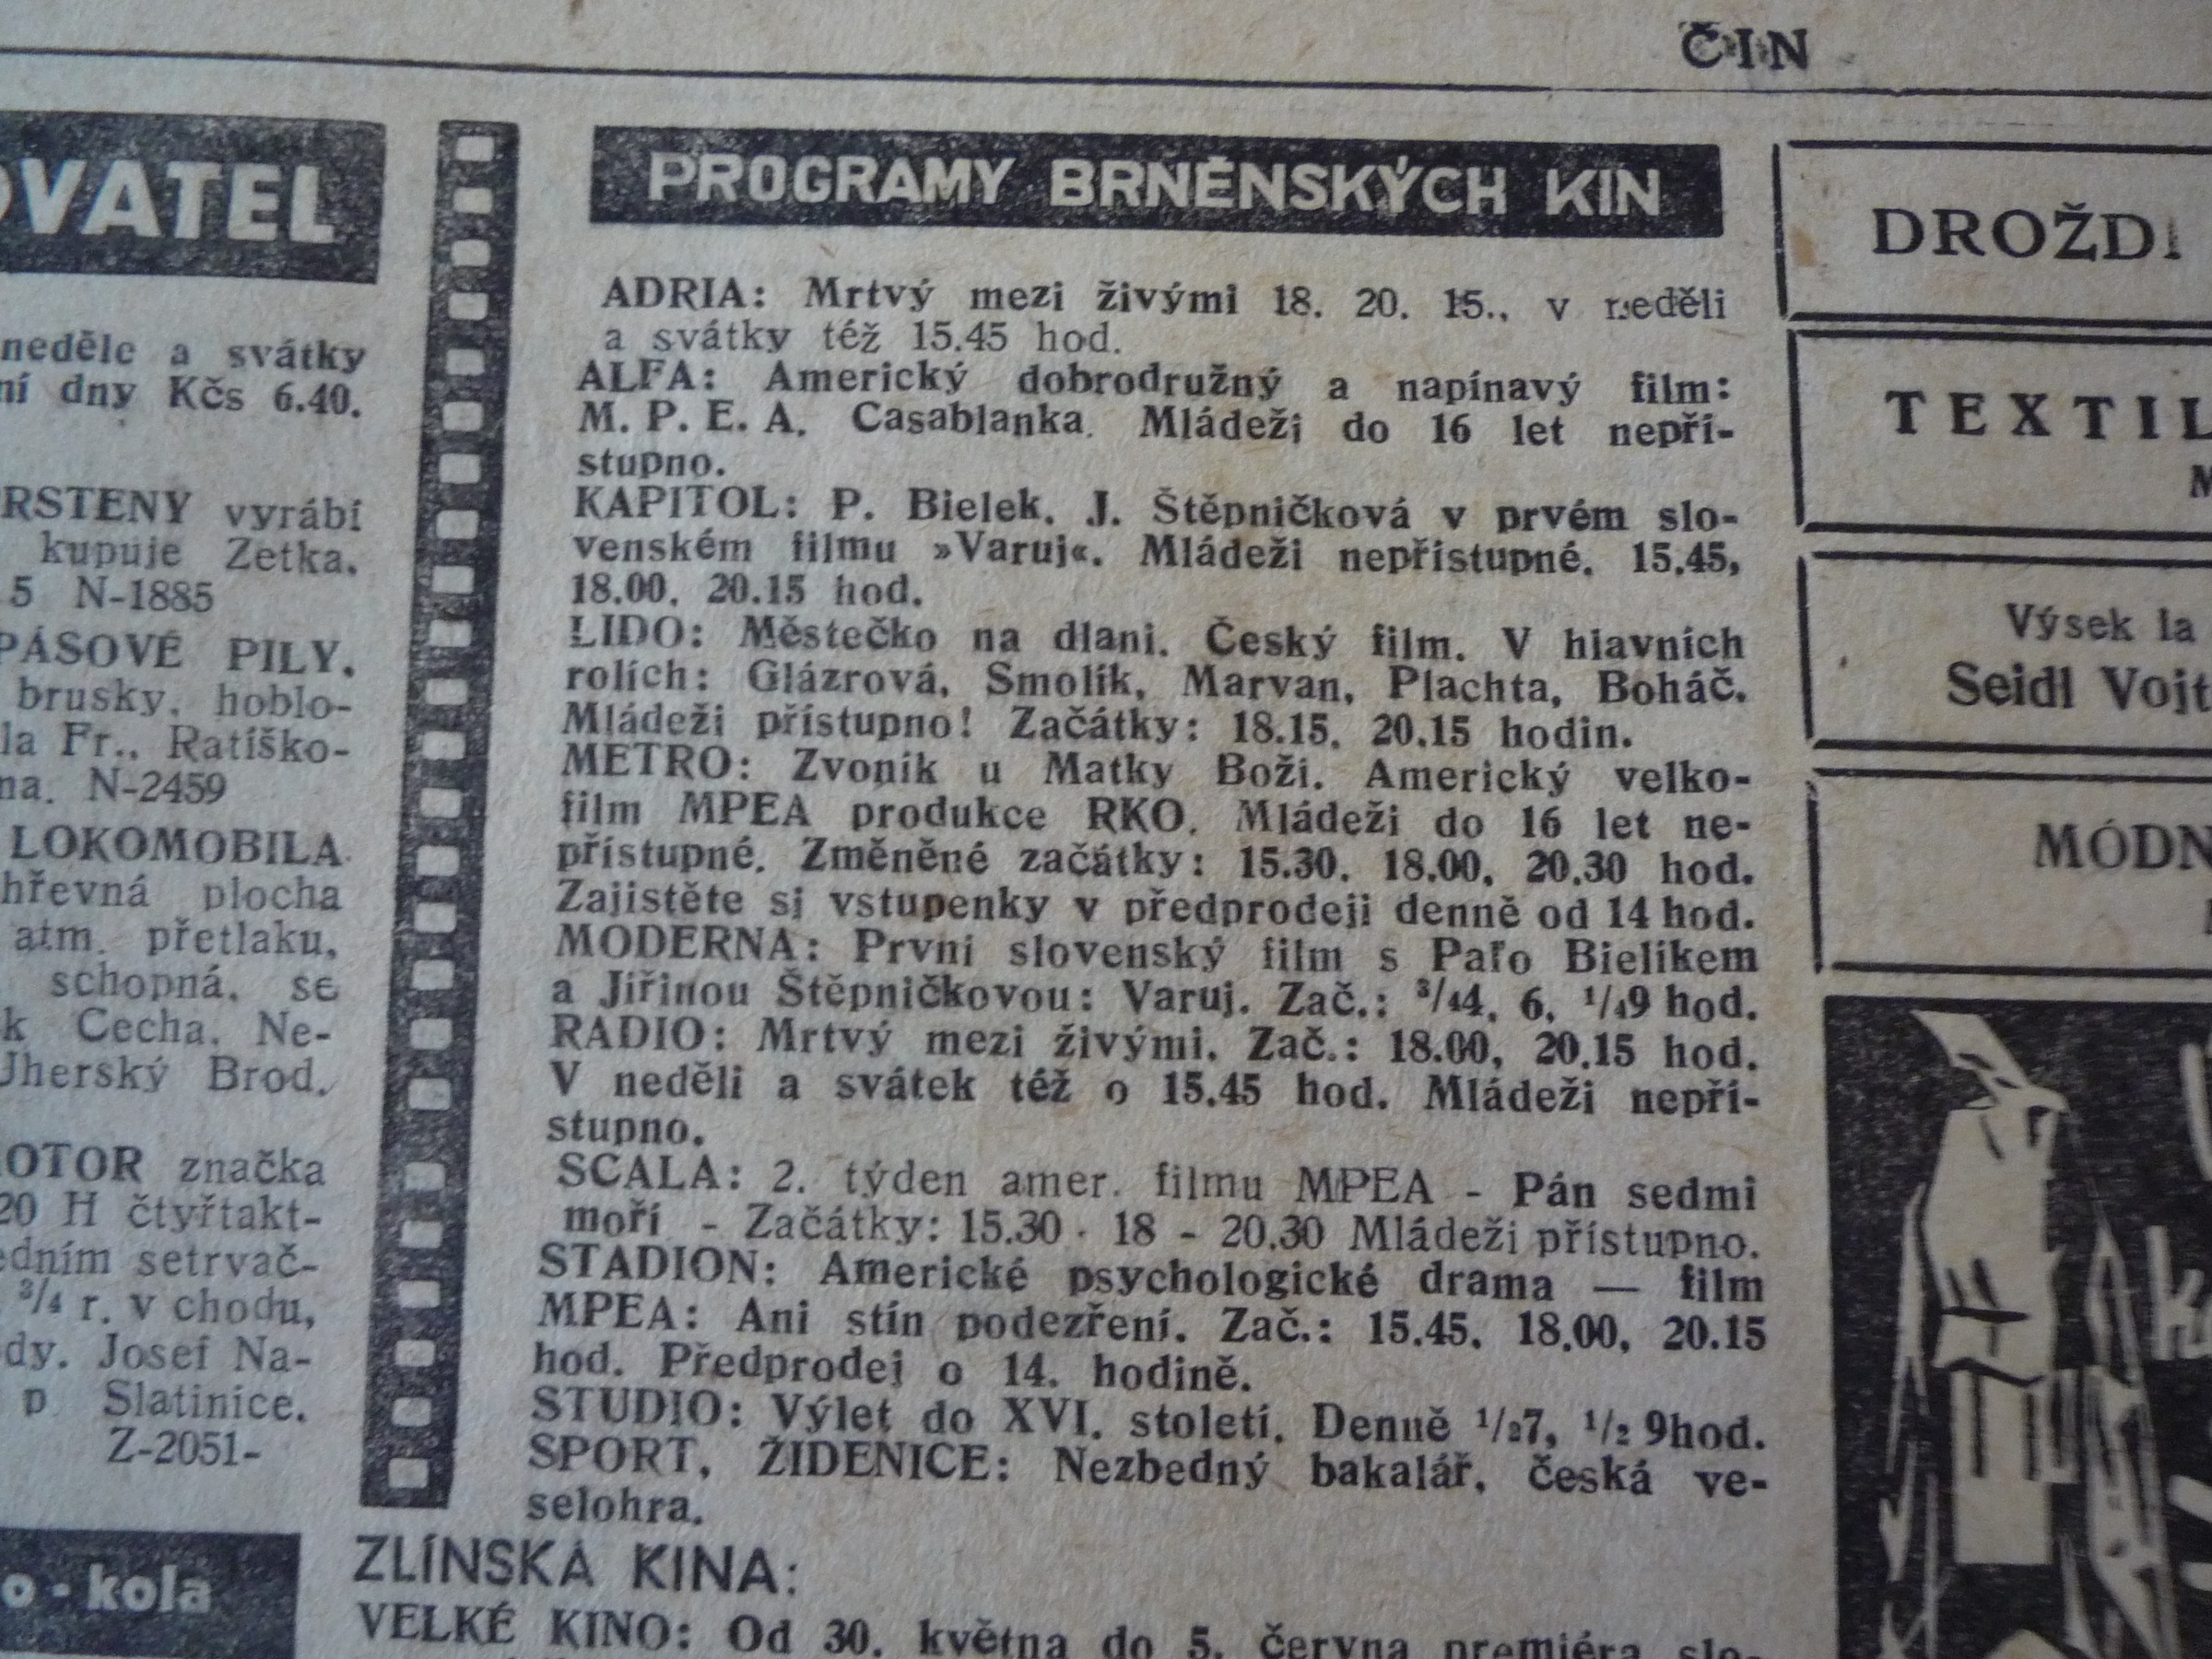 ČIN
OVATEL
neděle a svátky
ní dny Kčs 6.40.
RSTENY vyrábí
kupuje Zetka.
5 N-1885
PÁSOVÉ PILY.
brusky, hoblo-
la Fr., Ratíško-
na. N-2459
LOKOMOBILA
hřevná plocha
atm. přetlaku,
schopná, se
k Cecha, Ne-
Uherský Brod.
OTOR značka
20 H čtyřtakt-
edním setrvač-
¾ r. v chodu,
dy. Josef Na-
p Slatinice.
Z-2051-
o - kola
PROGRAMY BRNĚNSKÝCH KIN
ADRIA: Mrtvý mezi živými 18. 20. 15., v neděli
a svátky též 15.45 hod.
ALFA: Americký dobrodružný a napínavý film:
M. P. E. A. Casablanka. Mládeži do 16 let nepří-
stupno.
KAPITOL: P. Bielek, J. Štěpničková v prvém slo-
venském filmu »Varuj«. Mládeži nepřístupné. 15.45,
18.00, 20.15 hod.
LIDO: Městečko na dlani. Český film. V hlavních
rolích: Glázrová, Smolík, Marvan, Plachta, Boháč.
Mládeži přístupno! Začátky: 18.15, 20.15 hodin.
METRO: Zvoník u Matky Boží. Americký velko-
film MPEA produkce RKO. Mládeži do 16 let ne-
přístupné. Změněné začátky: 15.30, 18.00, 20.30 hod.
Zajistěte si vstupenky v předprodeji denně od 14 hod.
MODERNA: První slovenský film s Paľo Bielikem
a Jiřinou Štěpničkovou: Varuj. Zač.: ¾4, 6, ¼9 hod.
RADIO: Mrtvý mezi živými. Zač.: 18.00, 20.15 hod.
V neděli a svátek též o 15.45 hod. Mládeži nepří-
stupno.
SCALA: 2. týden amer. filmu MPEA - Pán sedmi
moří - Začátky: 15.30 - 18 - 20.30 Mládeži přístupno.
STADION: Americké psychologické drama — film
MPEA: Ani stín podezření. Zač.: 15.45, 18.00, 20.15
hod. Předprodej o 14. hodině.
STUDIO: Výlet do XVI. století. Denně ½7, ½ 9hod.
SPORT, ŽIDENICE: Nezbedný bakalář, česká ve-
selohra.
ZLÍNSKÁ KINA:
VELKÉ KINO: Od 30. května do 5. června premiéra slo-
DROŽDI
TEXTIL
M
Výsek la
Seidl Vojt
MÓDN